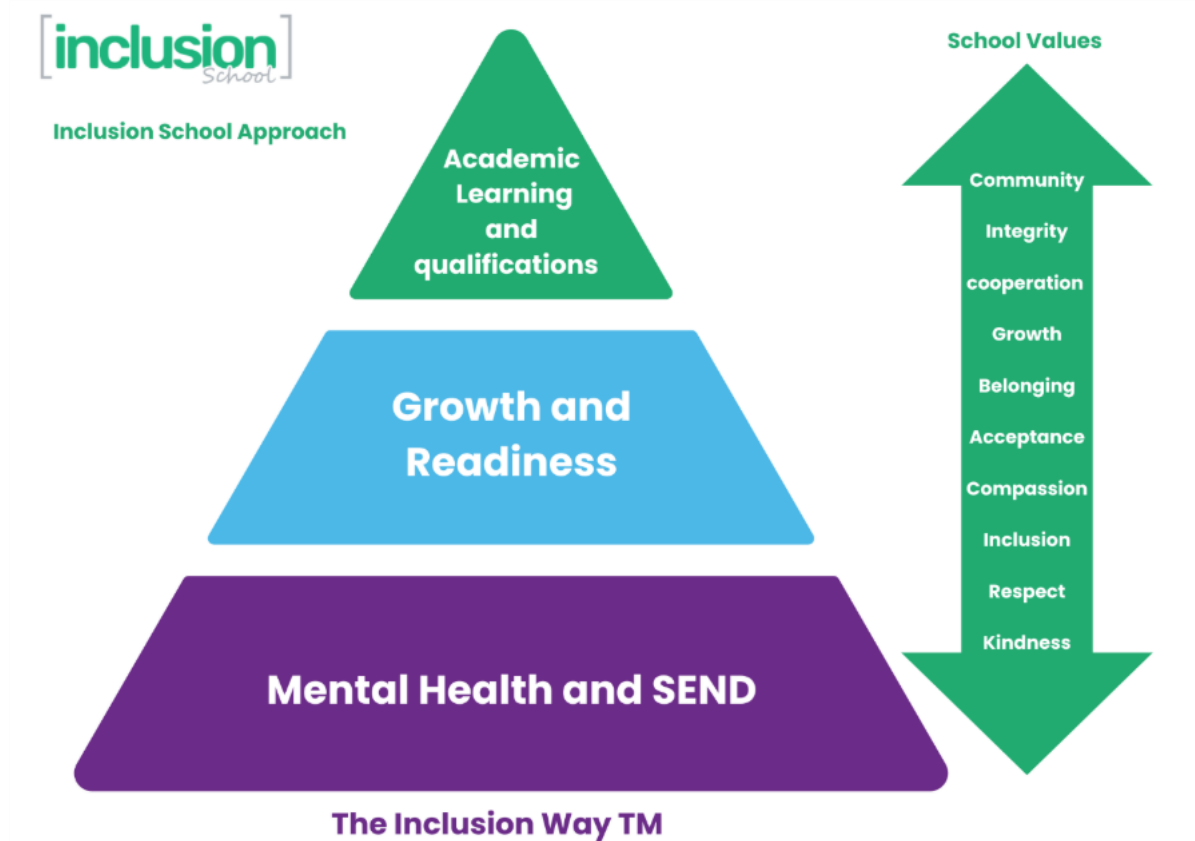 [inclusion]
School
Inclusion School Approach
Academic
Learning
and
qualifications
Growth and
Readiness
Mental Health and SEND
The Inclusion Way TM
School Values
Community
Integrity
cooperation
Growth
Belonging
Acceptance
Compassion
Inclusion
Respect
Kindness